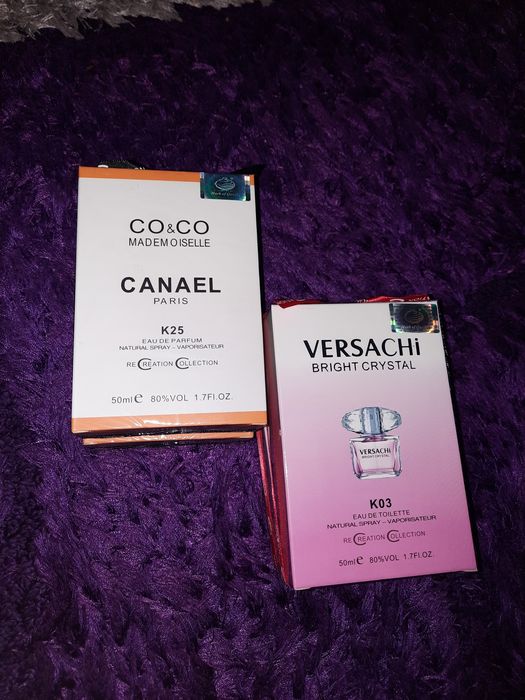 CO&CO
MADEMOISELLE
CANAEL
PARIS
K25
EAU DE PARFUM
NATURAL SPRAY – VAPORISATEUR
RECREATION COLLECTION
50ml e 80%VOL 1.7Fl.OZ.
VERSACHi
BRIGHT CRYSTAL
VERSACHi
BRIGHT CRYSTAL
K03
EAU DE TOILETTE
NATURAL SPRAY – VAPORISATEUR
RECREATION COLLECTION
50ml e 80%VOL 1.7Fl.OZ.